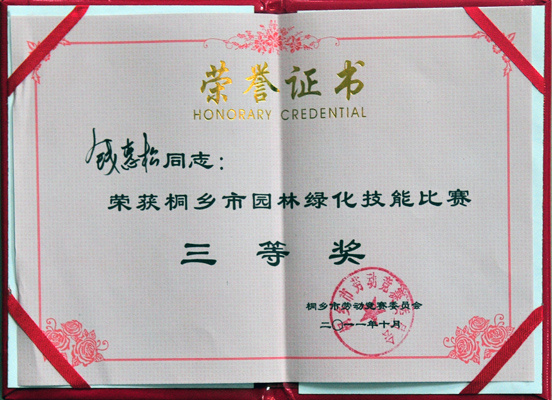 荣誉证书
HONORARY CREDENTIAL
钱惠松同志：
荣获桐乡市园林绿化技能比赛
三等奖
桐乡市劳动竞赛委员会
二〇一一年十月